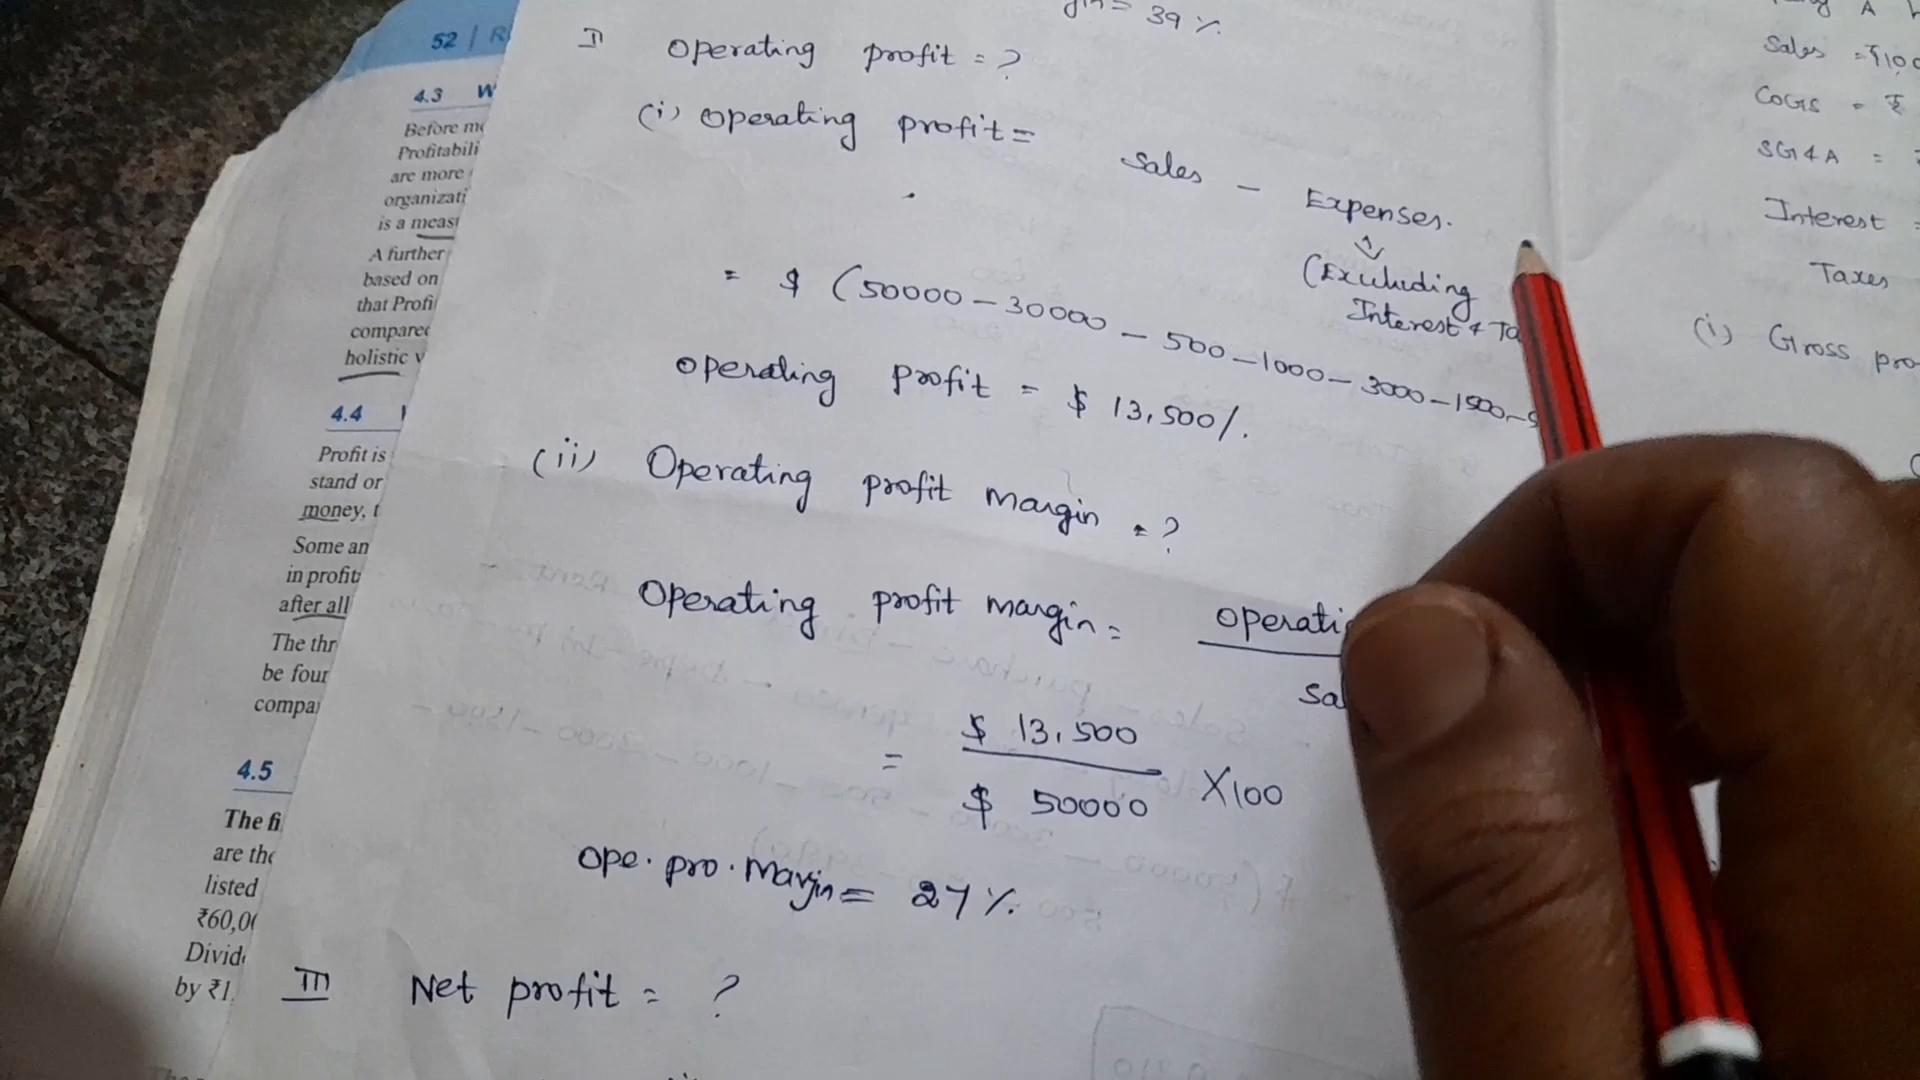 52 | R
4.3 W
Before m
Profitabili
are more
organizati
is a meas
A further
based on
that Profi
compared
holistic v
4.4
Profit is
stand or
money, t
Some an
in profit
after all
The thr
be four
compa
4.5
The fi
are the
listed
₹60,0
Divid
by ₹1
= 39 %
II Operating profit = ?
(i) Operating profit =
Sales - Expenses.
(Excluding
Interest & Ta
= $ (50000 - 30000 - 500 - 1000 - 3000 - 1500 - 5
Operating profit = $ 13,500/.
(ii) Operating profit margin = ?
Operating profit margin = operati
Sa
= $ 13,500
$ 50000 X100
Ope. pro. Margin = 27 %.
III Net profit = ?
A
Sales = ₹10
COGS = ₹
SG & A =
Interest =
Taxes
(i) Gross pro